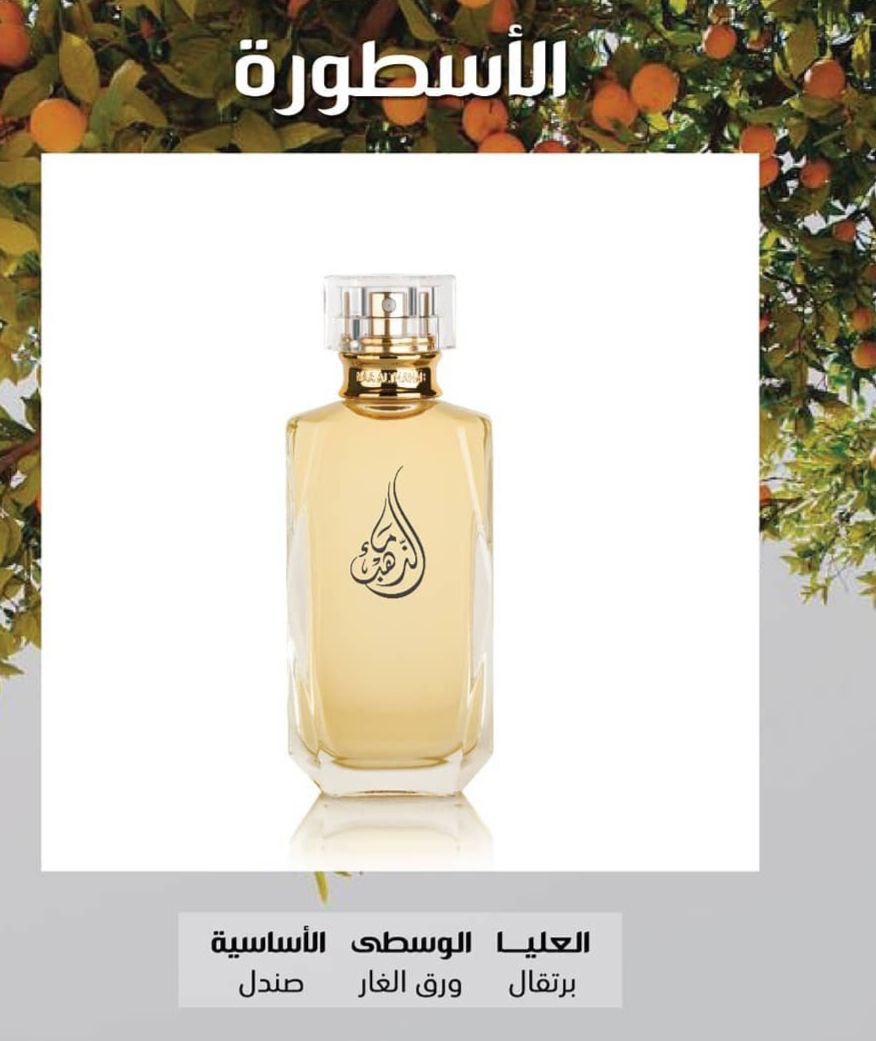 الأسطورة
ماء الذهب
العليا الوسطى الأساسية
برتقال ورق الغار صندل